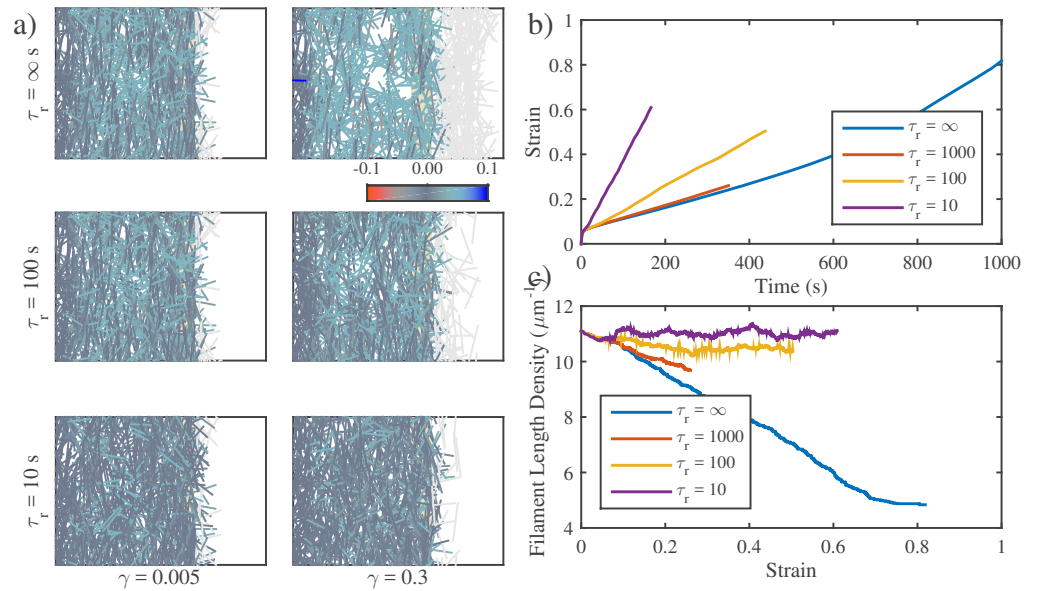 a)
τr = ∞ s
-0.1 0.00 0.1
τr = 100 s
τr = 10 s
γ = 0.005
γ = 0.3
b)
Strain
1
0.8
0.6
0.4
0.2
0
0 200 400 600 800 1000
Time (s)
τr = ∞
τr = 1000
τr = 100
τr = 10
c)
Filament Length Density (μm⁻¹)
12
10
8
6
4
0 0.2 0.4 0.6 0.8 1
Strain
τr = ∞
τr = 1000
τr = 100
τr = 10